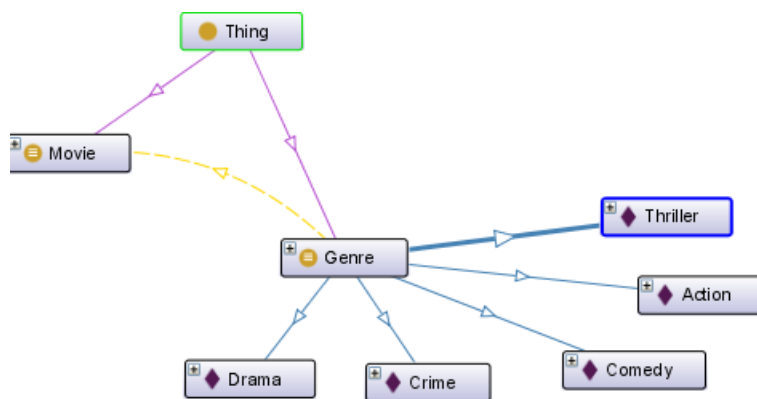 Thing
Movie
Thriller
Genre
Action
Drama
Crime
Comedy